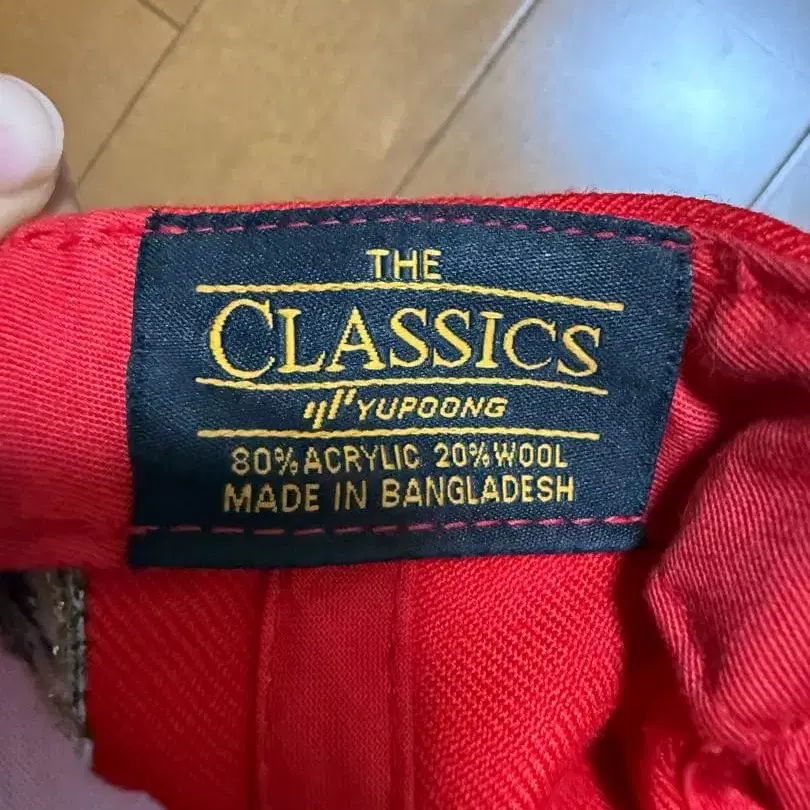 THE
CLASSICS
YUPOONG
80% ACRYLIC 20% WOOL
MADE IN BANGLADESH